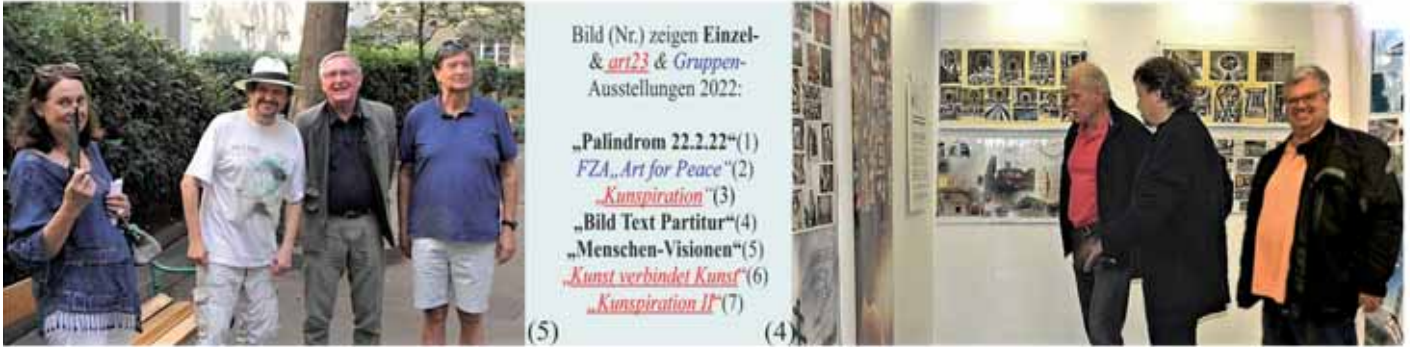 Bild (Nr.) zeigen Einzel-
& art23 & Gruppen-
Ausstellungen 2022:
„Palindrom 22.2.22“(1)
FZA„Art for Peace“(2)
„Kunspiration“(3)
„Bild Text Partitur“(4)
„Menschen-Visionen“(5)
„Kunst verbindet Kunst“(6)
„Kunspiration II“(7)
(5) (4)